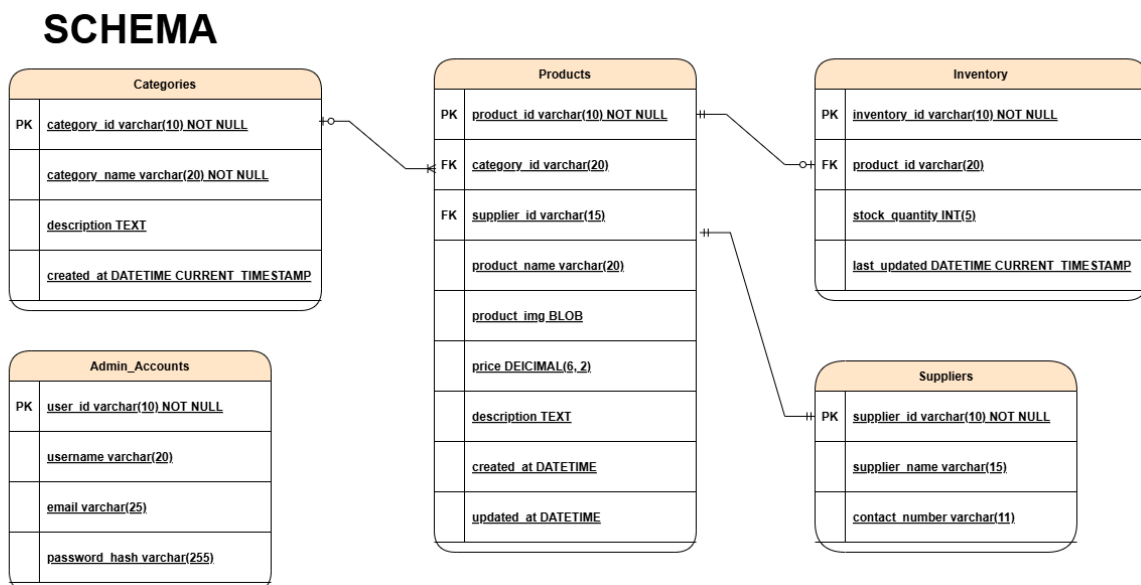 SCHEMA
Categories
PK category_id varchar(10) NOT NULL
category_name varchar(20) NOT NULL
description TEXT
created_at DATETIME CURRENT_TIMESTAMP
Products
PK product_id varchar(10) NOT NULL
FK category_id varchar(20)
FK supplier_id varchar(15)
product_name varchar(20)
product_img BLOB
price DEICIMAL(6, 2)
description TEXT
created_at DATETIME
updated_at DATETIME
Inventory
PK inventory_id varchar(10) NOT NULL
FK product_id varchar(20)
stock_quantity INT(5)
last_updated DATETIME CURRENT_TIMESTAMP
Admin_Accounts
PK user_id varchar(10) NOT NULL
username varchar(20)
email varchar(25)
password_hash varchar(255)
Suppliers
PK supplier_id varchar(10) NOT NULL
supplier_name varchar(15)
contact_number varchar(11)